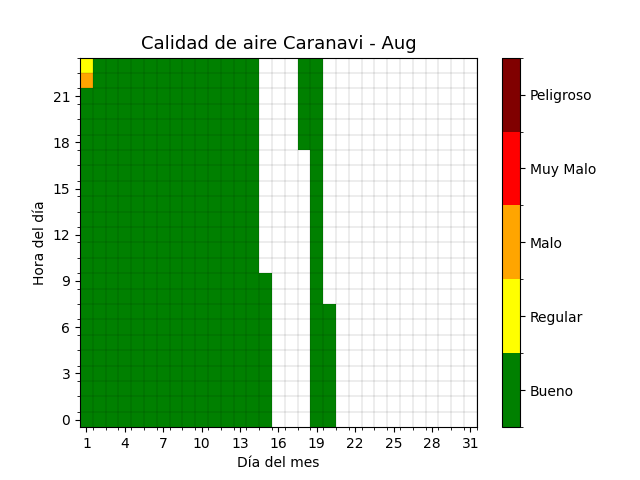 Calidad de aire Caranavi - Aug
21
18
15
12
9
6
3
0
Hora del día
1 4 7 10 13 16 19 22 25 28 31
Día del mes
Peligroso
Muy Malo
Malo
Regular
Bueno